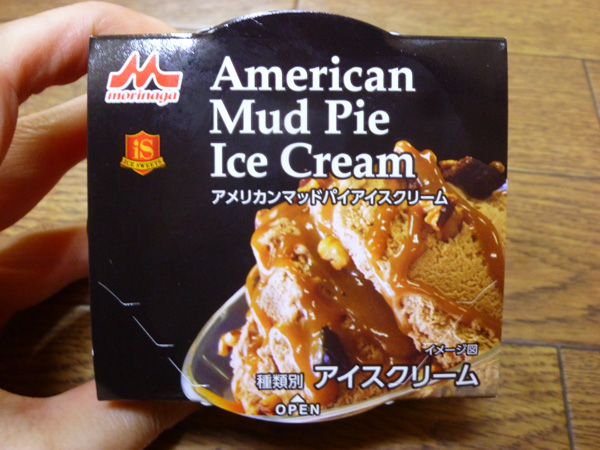 morinaga
iS
ICE SWEETS
American
Mud Pie
Ice Cream
アメリカンマッドパイアイスクリーム
イメージ図
種類別 アイスクリーム
OPEN